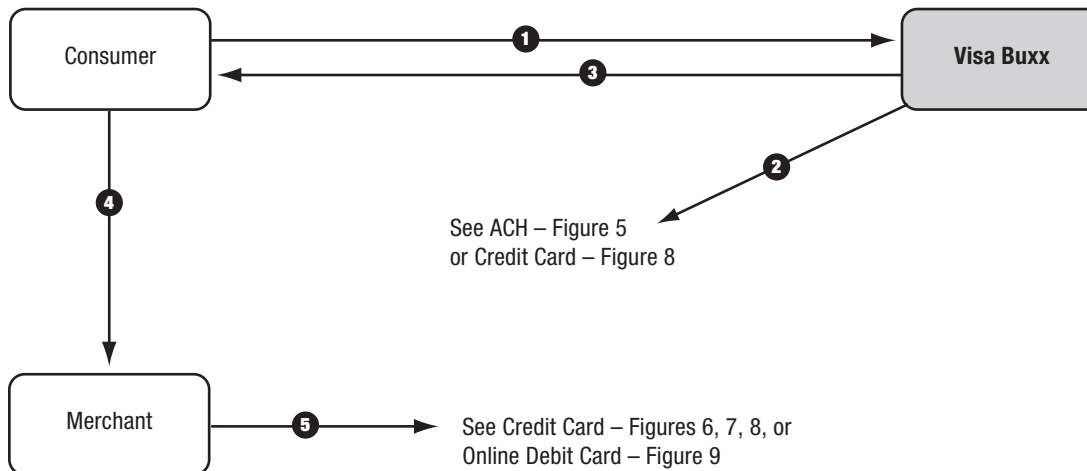 1
Consumer
Visa Buxx
3
2
4
See ACH – Figure 5
or Credit Card – Figure 8
Merchant
5
See Credit Card – Figures 6, 7, 8, or
Online Debit Card – Figure 9